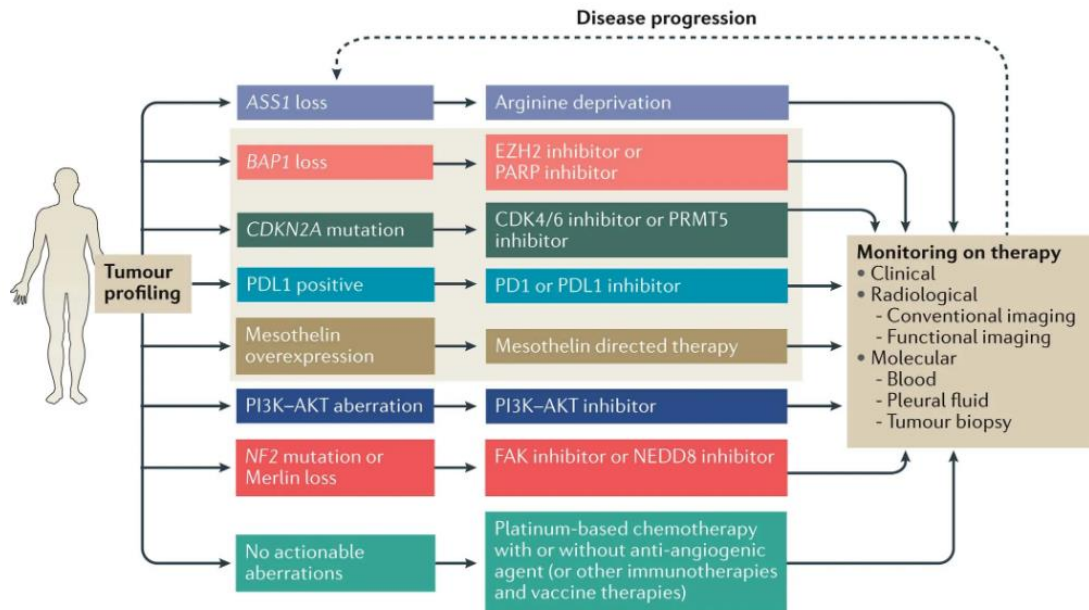 Disease progression
ASS1 loss
Arginine deprivation
BAP1 loss
EZH2 inhibitor or
PARP inhibitor
CDKN2A mutation
CDK4/6 inhibitor or PRMT5
inhibitor
Tumour
profiling
PDL1 positive
PD1 or PDL1 inhibitor
Mesothelin
overexpression
Mesothelin directed therapy
PI3K–AKT aberration
PI3K–AKT inhibitor
NF2 mutation or
Merlin loss
FAK inhibitor or NEDD8 inhibitor
No actionable
aberrations
Platinum-based chemotherapy
with or without anti-angiogenic
agent (or other immunotherapies
and vaccine therapies)
Monitoring on therapy
• Clinical
• Radiological
- Conventional imaging
- Functional imaging
• Molecular
- Blood
- Pleural fluid
- Tumour biopsy